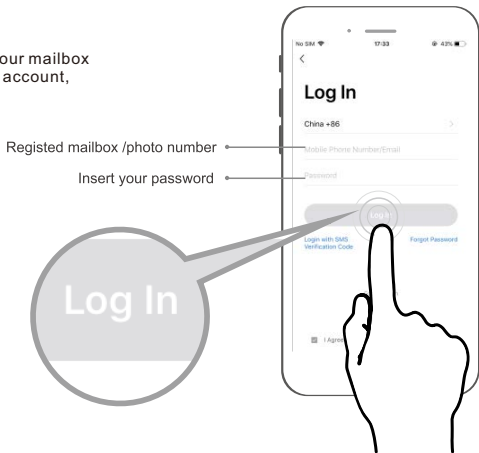 our mailbox
account,
No SIM 17:33 43%
Log In
China +86
Registed mailbox /photo number
Mobile Phone Number/Email
Insert your password
Password
Log In
Login with SMS
Verification Code
Forgot Password
Log In
I Agree